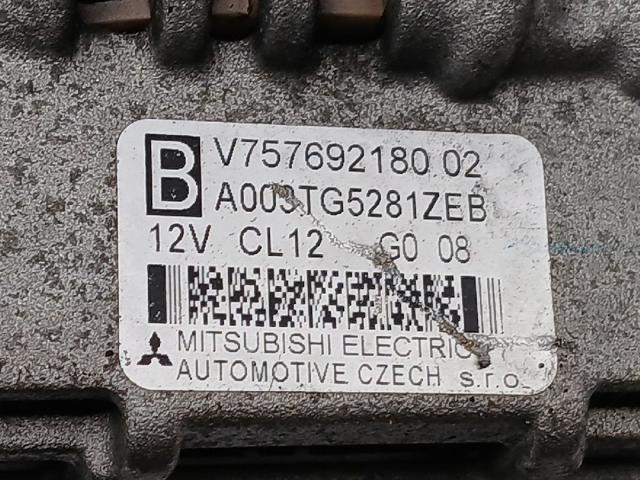 B
V757692180 02
A003TG5281ZEB
12V CL12 G0 08
MITSUBISHI ELECTRIC
AUTOMOTIVE CZECH s.r.o.